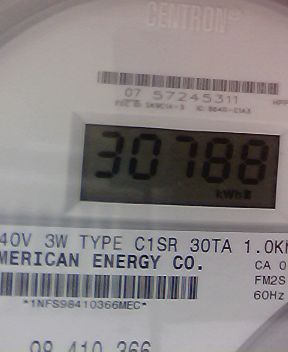 CENTRON®
07 57245311
30788
kWh
40V 3W TYPE C1SR 30TA 1.0K
MERICAN ENERGY CO.
CA 0
FM2S
*1NFS98410366MEC*
60Hz
98 410 366